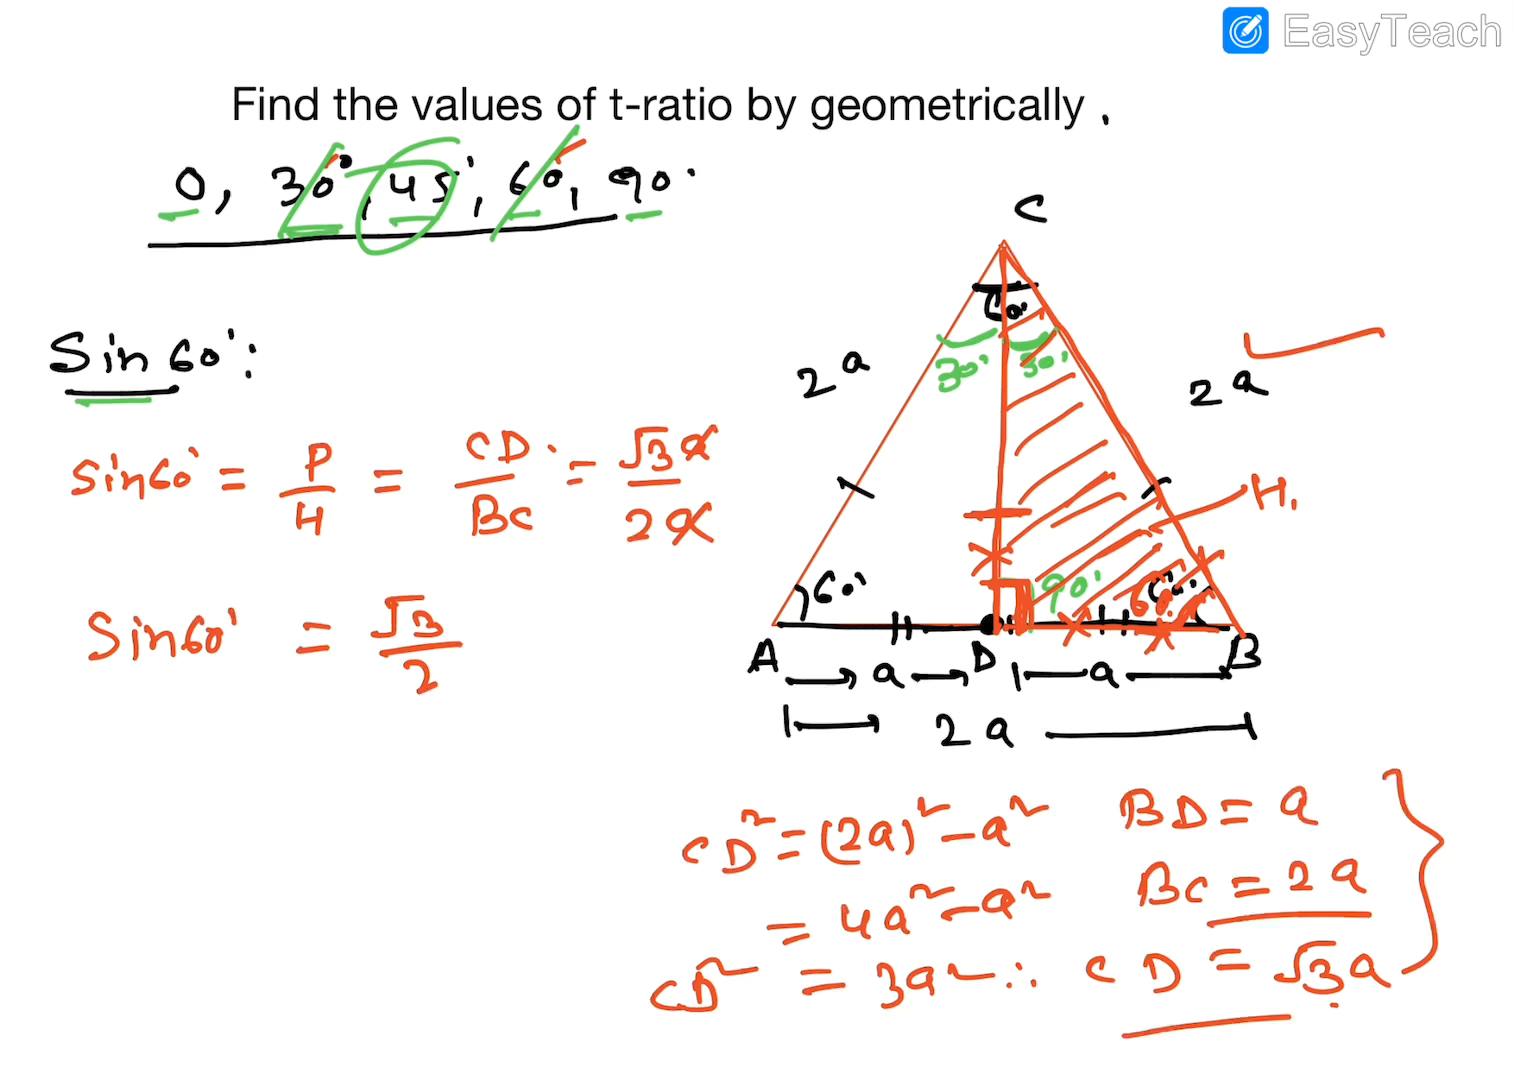 EasyTeach
Find the values of t-ratio by geometrically .
0, 30°, 45°, 60°, 90°
C
Sin 60°:
60°
30° 30°
2a
2a
Sin60° = P/H = CD/BC = √3a/2a
H.
60° 90° 60° 60°
Sin60° = √3/2
A D B
a a
2a
CD² = (2a)² - a² BD = a
= 4a² - a² BC = 2a
CD² = 3a² ∴ CD = √3a